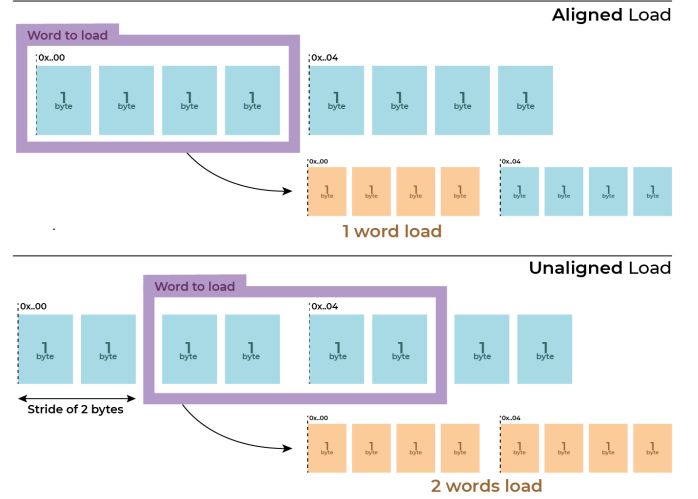 Aligned Load
Word to load
0x..00
0x..04
1 byte
1 byte
1 byte
1 byte
1 byte
1 byte
1 byte
1 byte
0x..00
0x..04
1 byte
1 byte
1 byte
1 byte
1 byte
1 byte
1 byte
1 byte
1 word load
Unaligned Load
Word to load
0x..00
0x..04
1 byte
1 byte
1 byte
1 byte
1 byte
1 byte
1 byte
1 byte
Stride of 2 bytes
0x..00
0x..04
1 byte
1 byte
1 byte
1 byte
1 byte
1 byte
1 byte
1 byte
2 words load